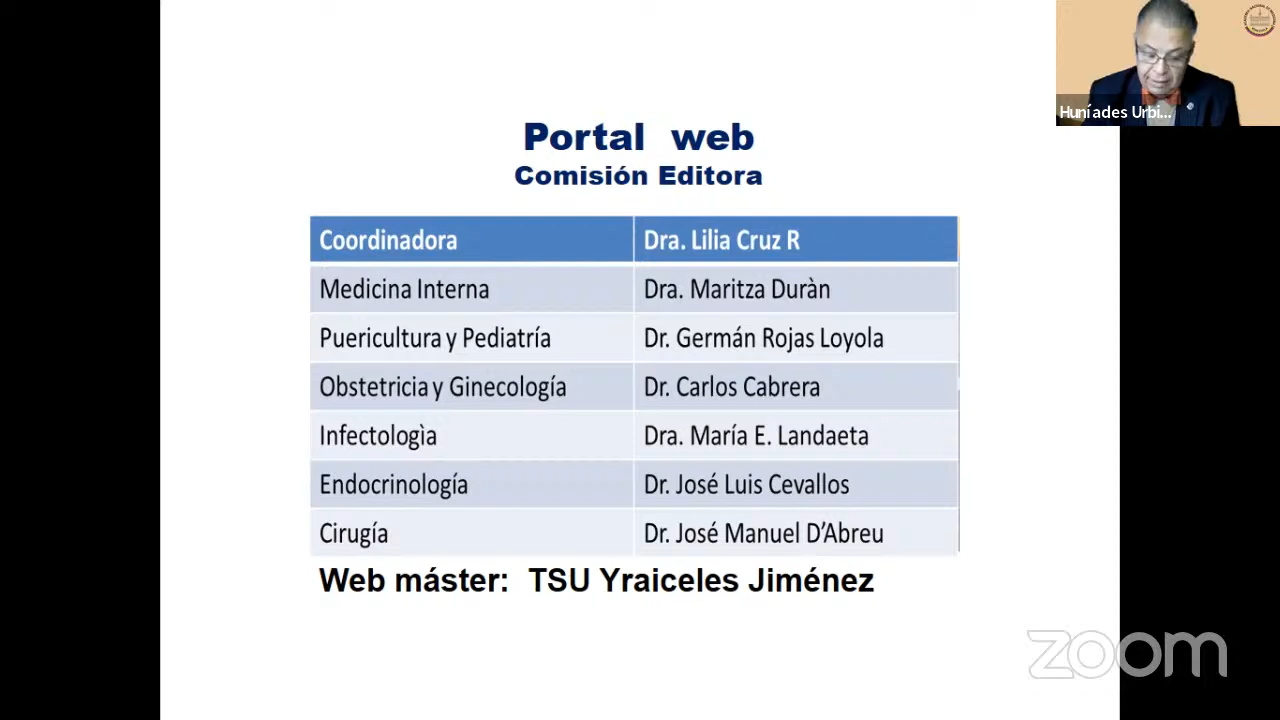 Huníades Urbi...
Portal web
Comisión Editora
Coordinadora Dra. Lilia Cruz R
Medicina Interna Dra. Maritza Duràn
Puericultura y Pediatría Dr. Germán Rojas Loyola
Obstetricia y Ginecología Dr. Carlos Cabrera
Infectologìa Dra. María E. Landaeta
Endocrinología Dr. José Luis Cevallos
Cirugía Dr. José Manuel D’Abreu
Web máster: TSU Yraiceles Jiménez
zoom